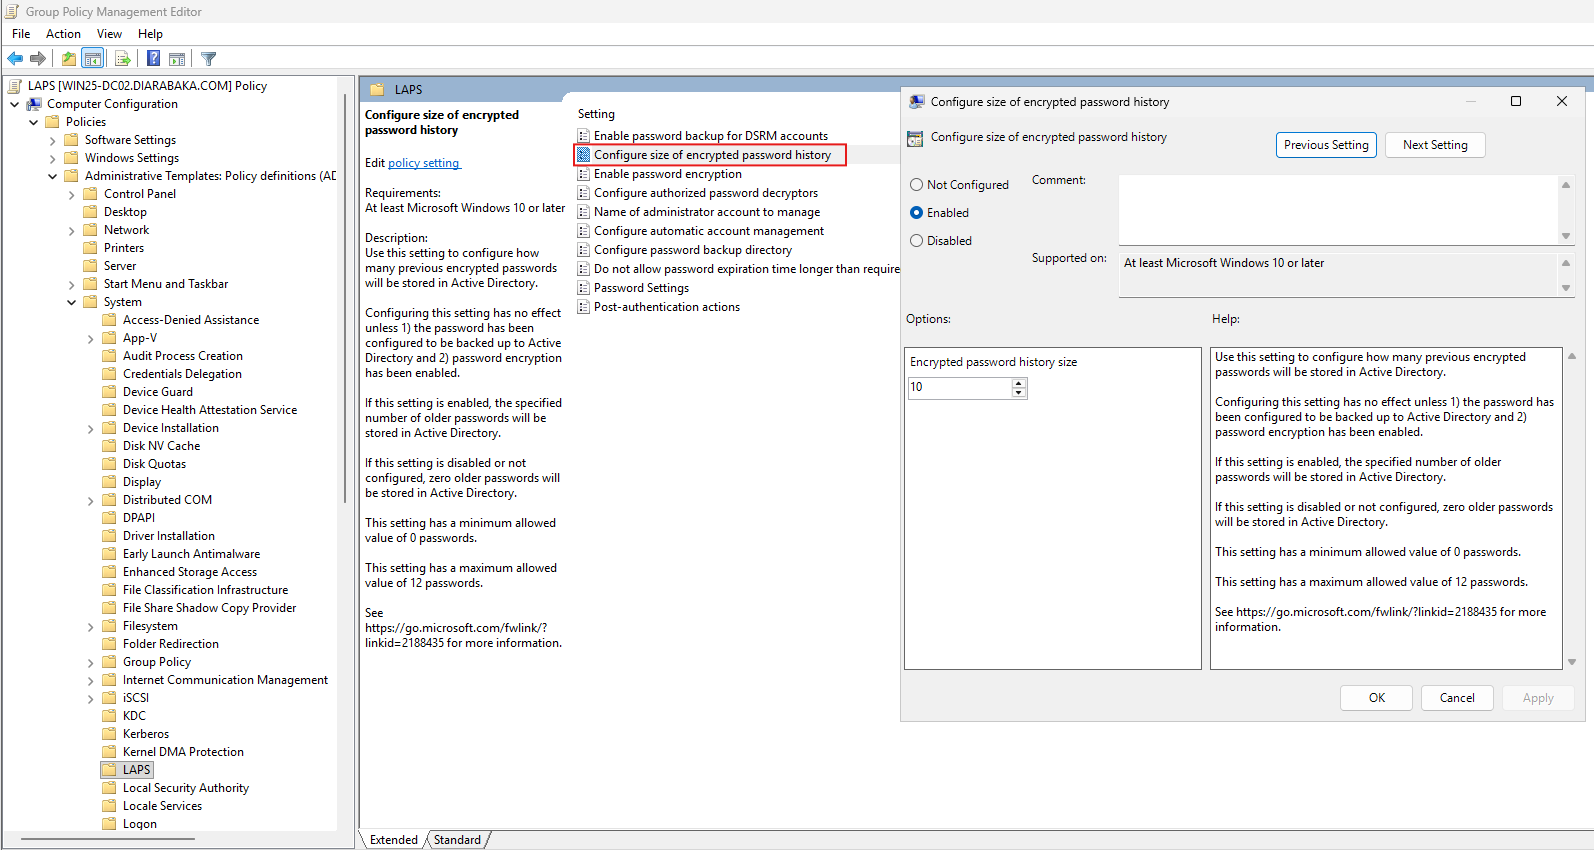 Group Policy Management Editor
File Action View Help
LAPS [WIN25-DC02.DIARABAKA.COM] Policy
Computer Configuration
Policies
Software Settings
Windows Settings
Administrative Templates: Policy definitions (AD
Control Panel
Desktop
Network
Printers
Server
Start Menu and Taskbar
System
Access-Denied Assistance
App-V
Audit Process Creation
Credentials Delegation
Device Guard
Device Health Attestation Service
Device Installation
Disk NV Cache
Disk Quotas
Display
Distributed COM
DPAPI
Driver Installation
Early Launch Antimalware
Enhanced Storage Access
File Classification Infrastructure
File Share Shadow Copy Provider
Filesystem
Folder Redirection
Group Policy
Internet Communication Management
iSCSI
KDC
Kerberos
Kernel DMA Protection
LAPS
Local Security Authority
Locale Services
Logon
LAPS
Configure size of encrypted
password history
Edit policy setting
Requirements:
At least Microsoft Windows 10 or later
Description:
Use this setting to configure how
many previous encrypted passwords
will be stored in Active Directory.
Configuring this setting has no effect
unless 1) the password has been
configured to be backed up to Active
Directory and 2) password encryption
has been enabled.
If this setting is enabled, the specified
number of older passwords will be
stored in Active Directory.
If this setting is disabled or not
configured, zero older passwords will
be stored in Active Directory.
This setting has a minimum allowed
value of 0 passwords.
This setting has a maximum allowed
value of 12 passwords.
See
https://go.microsoft.com/fwlink/?
linkid=2188435 for more information.
Setting
Enable password backup for DSRM accounts
Configure size of encrypted password history
Enable password encryption
Configure authorized password decryptors
Name of administrator account to manage
Configure automatic account management
Configure password backup directory
Do not allow password expiration time longer than require
Password Settings
Post-authentication actions
Extended Standard
Configure size of encrypted password history
Configure size of encrypted password history
Previous Setting Next Setting
Not Configured
Enabled
Disabled
Comment:
Supported on:
At least Microsoft Windows 10 or later
Options:
Help:
Encrypted password history size
10
Use this setting to configure how many previous encrypted
passwords will be stored in Active Directory.
Configuring this setting has no effect unless 1) the password has
been configured to be backed up to Active Directory and 2)
password encryption has been enabled.
If this setting is enabled, the specified number of older
passwords will be stored in Active Directory.
If this setting is disabled or not configured, zero older passwords
will be stored in Active Directory.
This setting has a minimum allowed value of 0 passwords.
This setting has a maximum allowed value of 12 passwords.
See https://go.microsoft.com/fwlink/?linkid=2188435 for more
information.
OK Cancel Apply